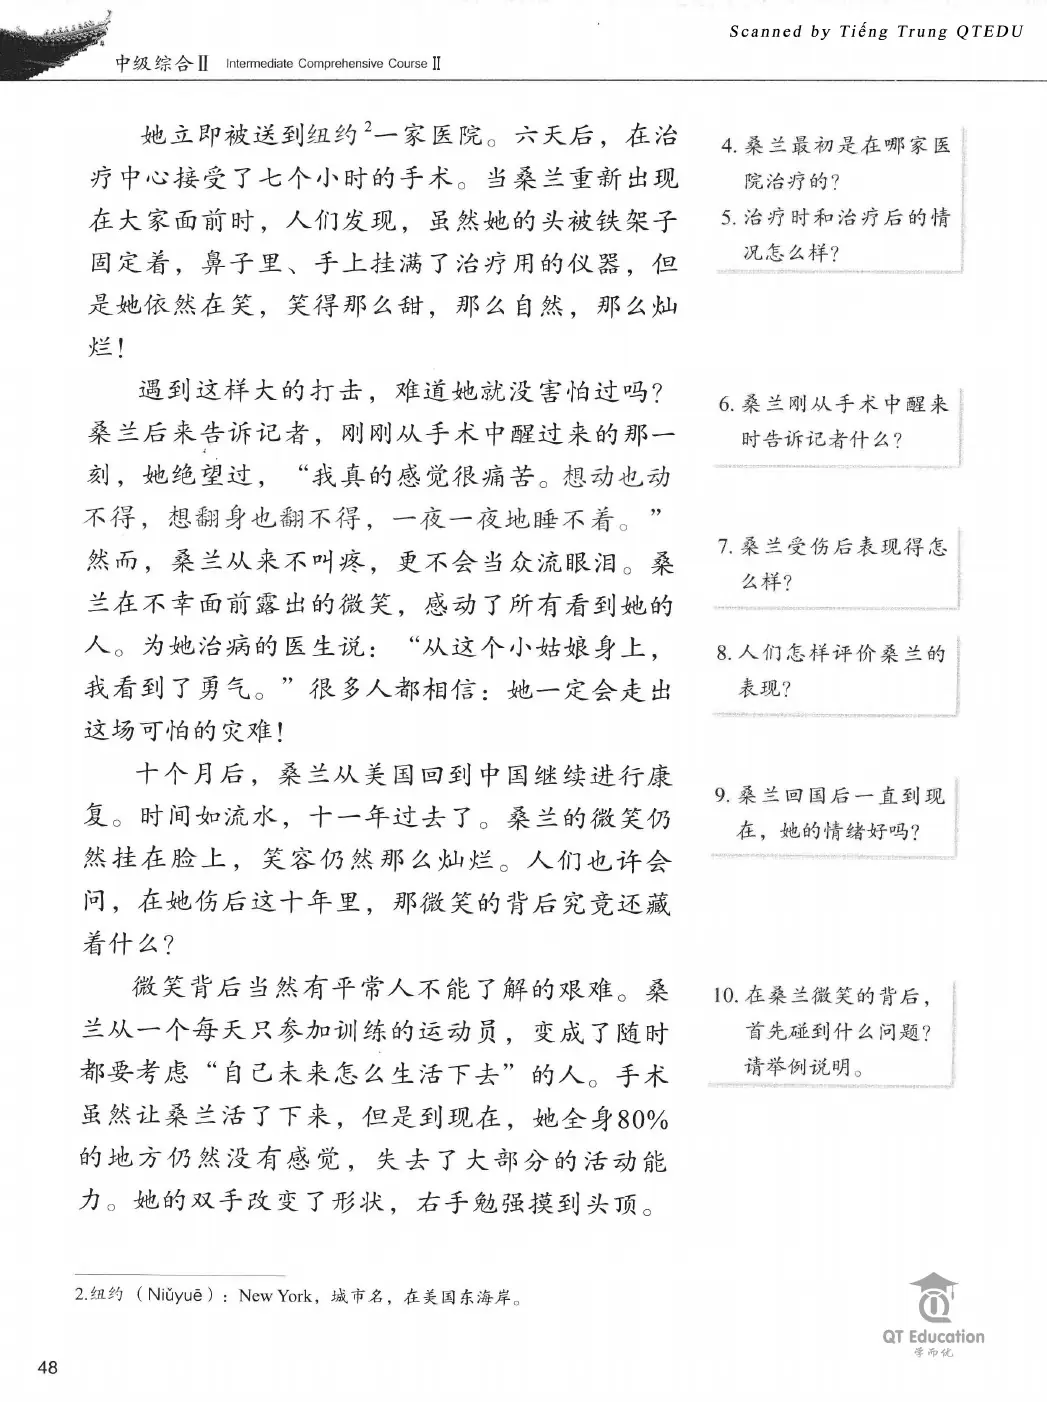 Scanned by Tiếng Trung QTEDU
中级综合Ⅱ Intermediate Comprehensive Course Ⅱ
她立即被送到纽约²一家医院。六天后，在治
疗中心接受了七个小时的手术。当桑兰重新出现
在大家面前时，人们发现，虽然她的头被铁架子
固定着，鼻子里、手上挂满了治疗用的仪器，但
是她依然在笑，笑得那么甜，那么自然，那么灿
烂！
遇到这样大的打击，难道她就没害怕过吗？
桑兰后来告诉记者，刚刚从手术中醒过来的那一
刻，她绝望过，“我真的感觉很痛苦。想动也动
不得，想翻身也翻不得，一夜一夜地睡不着。”
然而，桑兰从来不叫疼，更不会当众流眼泪。桑
兰在不幸面前露出的微笑，感动了所有看到她的
人。为她治病的医生说：“从这个小姑娘身上，
我看到了勇气。”很多人都相信：她一定会走出
这场可怕的灾难！
十个月后，桑兰从美国回到中国继续进行康
复。时间如流水，十一年过去了。桑兰的微笑仍
然挂在脸上，笑容仍然那么灿烂。人们也许会
问，在她伤后这十年里，那微笑的背后究竟还藏
着什么？
微笑背后当然有平常人不能了解的艰难。桑
兰从一个每天只参加训练的运动员，变成了随时
都要考虑“自己未来怎么生活下去”的人。手术
虽然让桑兰活了下来，但是到现在，她全身80%
的地方仍然没有感觉，失去了大部分的活动能
力。她的双手改变了形状，右手勉强摸到头顶。
4. 桑兰最初是在哪家医
院治疗的？
5. 治疗时和治疗后的情
况怎么样？
6. 桑兰刚从手术中醒来
时告诉记者什么？
7. 桑兰受伤后表现得怎
么样？
8. 人们怎样评价桑兰的
表现？
9. 桑兰回国后一直到现
在，她的情绪好吗？
10. 在桑兰微笑的背后，
首先碰到什么问题？
请举例说明。
2.纽约（Niǔyuē）：New York，城市名，在美国东海岸。
QT Education
学而优
48